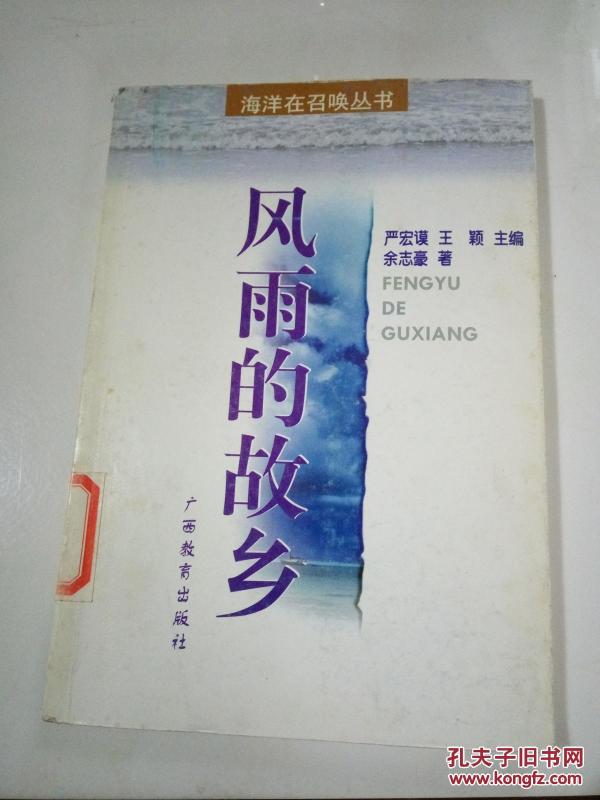 海洋在召唤丛书
风雨的故乡
严宏谟 王 颖 主编
余志豪 著
FENGYU
DE
GUXIANG
广西教育出版社
孔夫子旧书网
www.kongfz.com